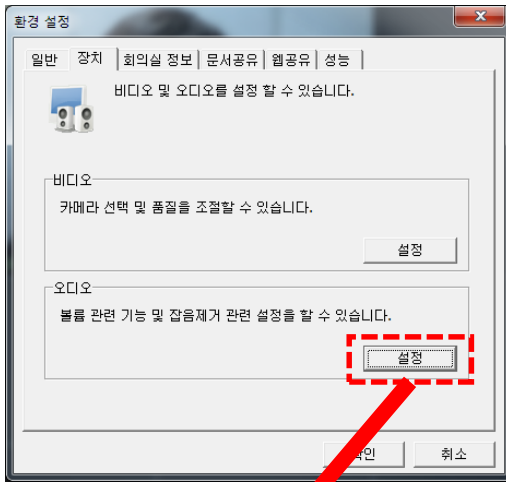 환경 설정
일반 장치 회의실 정보 문서공유 웹공유 성능
비디오 및 오디오를 설정 할 수 있습니다.
비디오
카메라 선택 및 품질을 조절할 수 있습니다.
설정
오디오
볼륨 관련 기능 및 잡음제거 관련 설정을 할 수 있습니다.
설정
취소